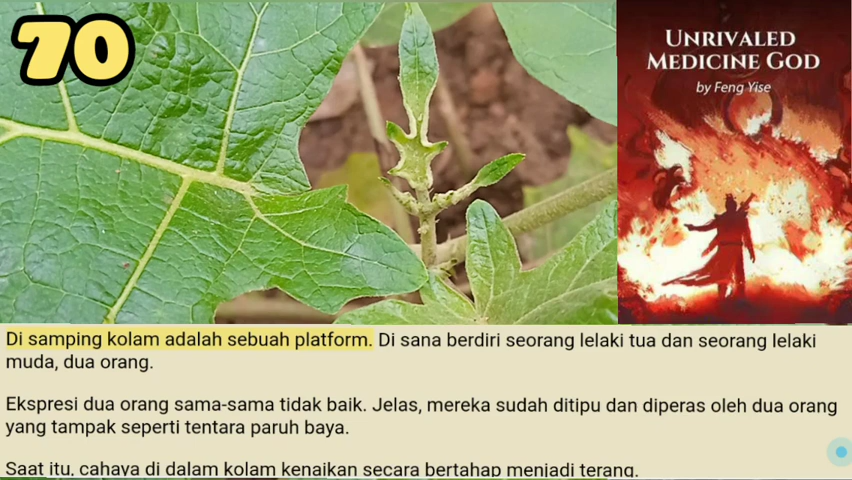 70
UNRIVALED
MEDICINE GOD
by Feng Yise
Di samping kolam adalah sebuah platform. Di sana berdiri seorang lelaki tua dan seorang lelaki
muda, dua orang.
Ekspresi dua orang sama-sama tidak baik. Jelas, mereka sudah ditipu dan diperas oleh dua orang
yang tampak seperti tentara paruh baya.
Saat itu, cahaya di dalam kolam kenaikan secara bertahap menjadi terang.